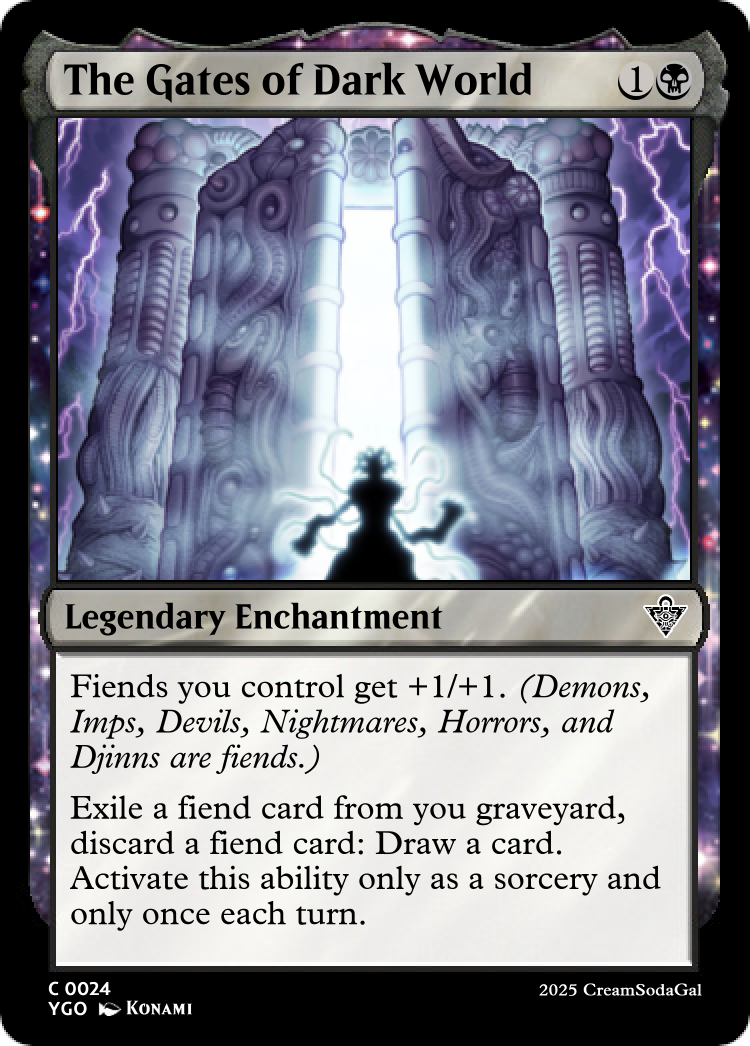 The Gates of Dark World 1
Legendary Enchantment
Fiends you control get +1/+1. (Demons,
Imps, Devils, Nightmares, Horrors, and
Djinns are fiends.)
Exile a fiend card from you graveyard,
discard a fiend card: Draw a card.
Activate this ability only as a sorcery and
only once each turn.
C 0024
YGO KONAMI
2025 CreamSodaGal